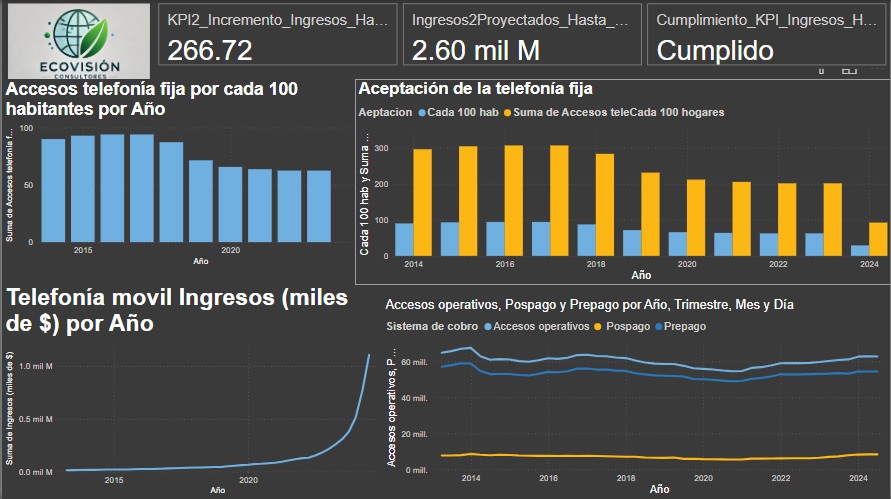 ECOVISIÓN
CONSULTORES
KPI2_Incremento_Ingresos_Ha...
266.72
Ingresos2Proyectados_Hasta_...
2.60 mil M
Cumplimiento_KPI_Ingresos_H...
Cumplido
Accesos telefonía fija por cada 100
habitantes por Año
Suma de Accesos telefonía f...
100
50
0
2015
2020
Año
Aceptación de la telefonía fija
Aeptacion
Cada 100 hab
Suma de Accesos teleCada 100 hogares
Cada 100 hab y Suma ...
300
200
100
0
2014
2016
2018
2020
2022
2024
Año
Telefonía movil Ingresos (miles
de $) por Año
Suma de Ingresos (miles de $)
1.0 mil M
0.5 mil M
0.0 mil M
2015
2020
Año
Accesos operativos, Pospago y Prepago por Año, Trimestre, Mes y Día
Sistema de cobro
Accesos operativos
Pospago
Prepago
Accesos operativos, P...
60 mill.
40 mill.
20 mill.
0 mill.
2014
2016
2018
2020
2022
2024
Año